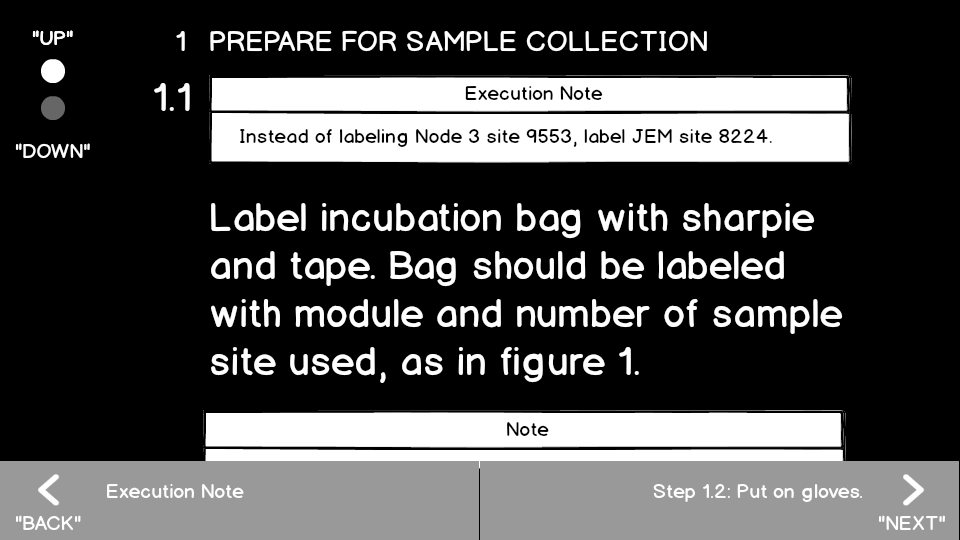 "UP"
1 PREPARE FOR SAMPLE COLLECTION
1.1
Execution Note
Instead of labeling Node 3 site 9553, label JEM site 8224.
"DOWN"
Label incubation bag with sharpie
and tape. Bag should be labeled
with module and number of sample
site used, as in figure 1.
Note
Execution Note
"BACK"
Step 1.2: Put on gloves.
"NEXT"